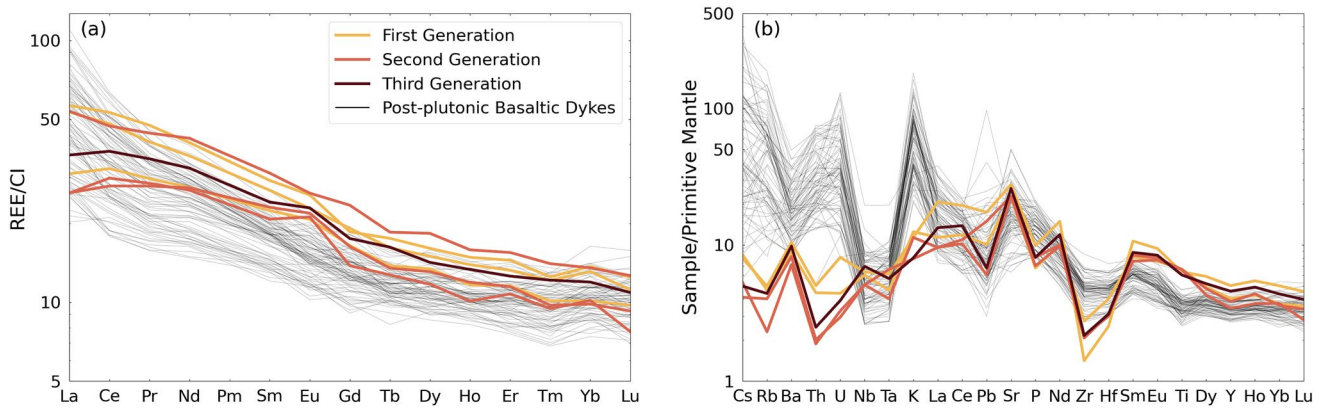 (a)
First Generation
Second Generation
Third Generation
Post-plutonic Basaltic Dykes
REE/CI
100
50
10
5
La Ce Pr Nd Pm Sm Eu Gd Tb Dy Ho Er Tm Yb Lu
(b)
Sample/Primitive Mantle
500
100
50
10
1
Cs Rb Ba Th U Nb Ta K La Ce Pb Sr P Nd Zr Hf Sm Eu Ti Dy Y Ho Yb Lu